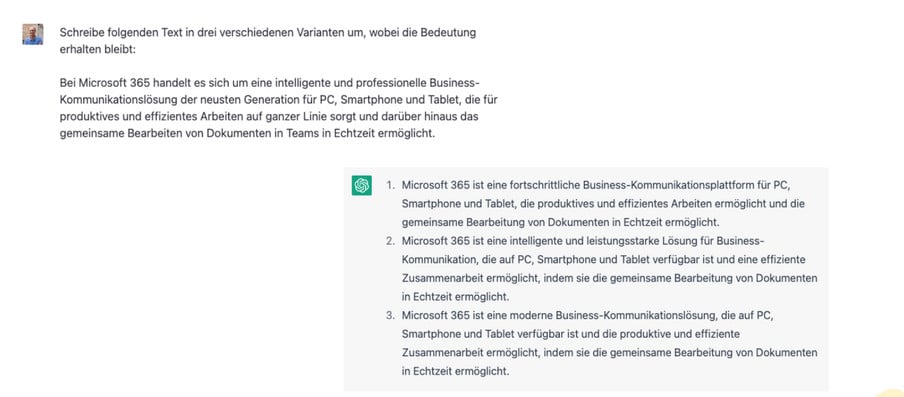 Schreibe folgenden Text in drei verschiedenen Varianten um, wobei die Bedeutung
erhalten bleibt:
Bei Microsoft 365 handelt es sich um eine intelligente und professionelle Business-
Kommunikationslösung der neusten Generation für PC, Smartphone und Tablet, die für
produktives und effizientes Arbeiten auf ganzer Linie sorgt und darüber hinaus das
gemeinsame Bearbeiten von Dokumenten in Teams in Echtzeit ermöglicht.
1. Microsoft 365 ist eine fortschrittliche Business-Kommunikationsplattform für PC,
Smartphone und Tablet, die produktives und effizientes Arbeiten ermöglicht und die
gemeinsame Bearbeitung von Dokumenten in Echtzeit ermöglicht.
2. Microsoft 365 ist eine intelligente und leistungsstarke Lösung für Business-
Kommunikation, die auf PC, Smartphone und Tablet verfügbar ist und eine effiziente
Zusammenarbeit ermöglicht, indem sie die gemeinsame Bearbeitung von Dokumenten
in Echtzeit ermöglicht.
3. Microsoft 365 ist eine moderne Business-Kommunikationslösung, die auf PC,
Smartphone und Tablet verfügbar ist und die produktive und effiziente
Zusammenarbeit ermöglicht, indem sie die gemeinsame Bearbeitung von Dokumenten
in Echtzeit ermöglicht.